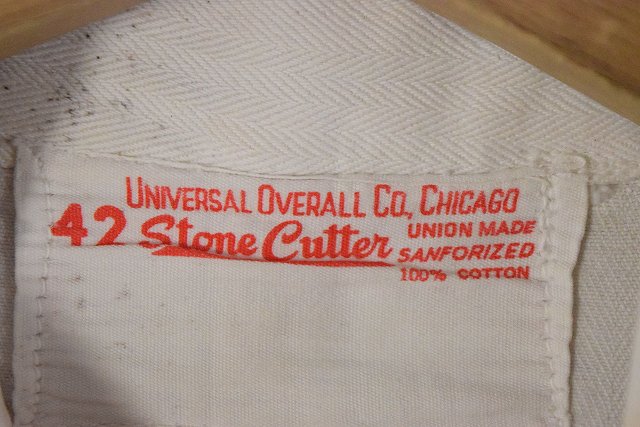 UNIVERSAL OVERALL CO., CHICAGO
42 Stone Cutter
UNION MADE
SANFORIZED
100% COTTON